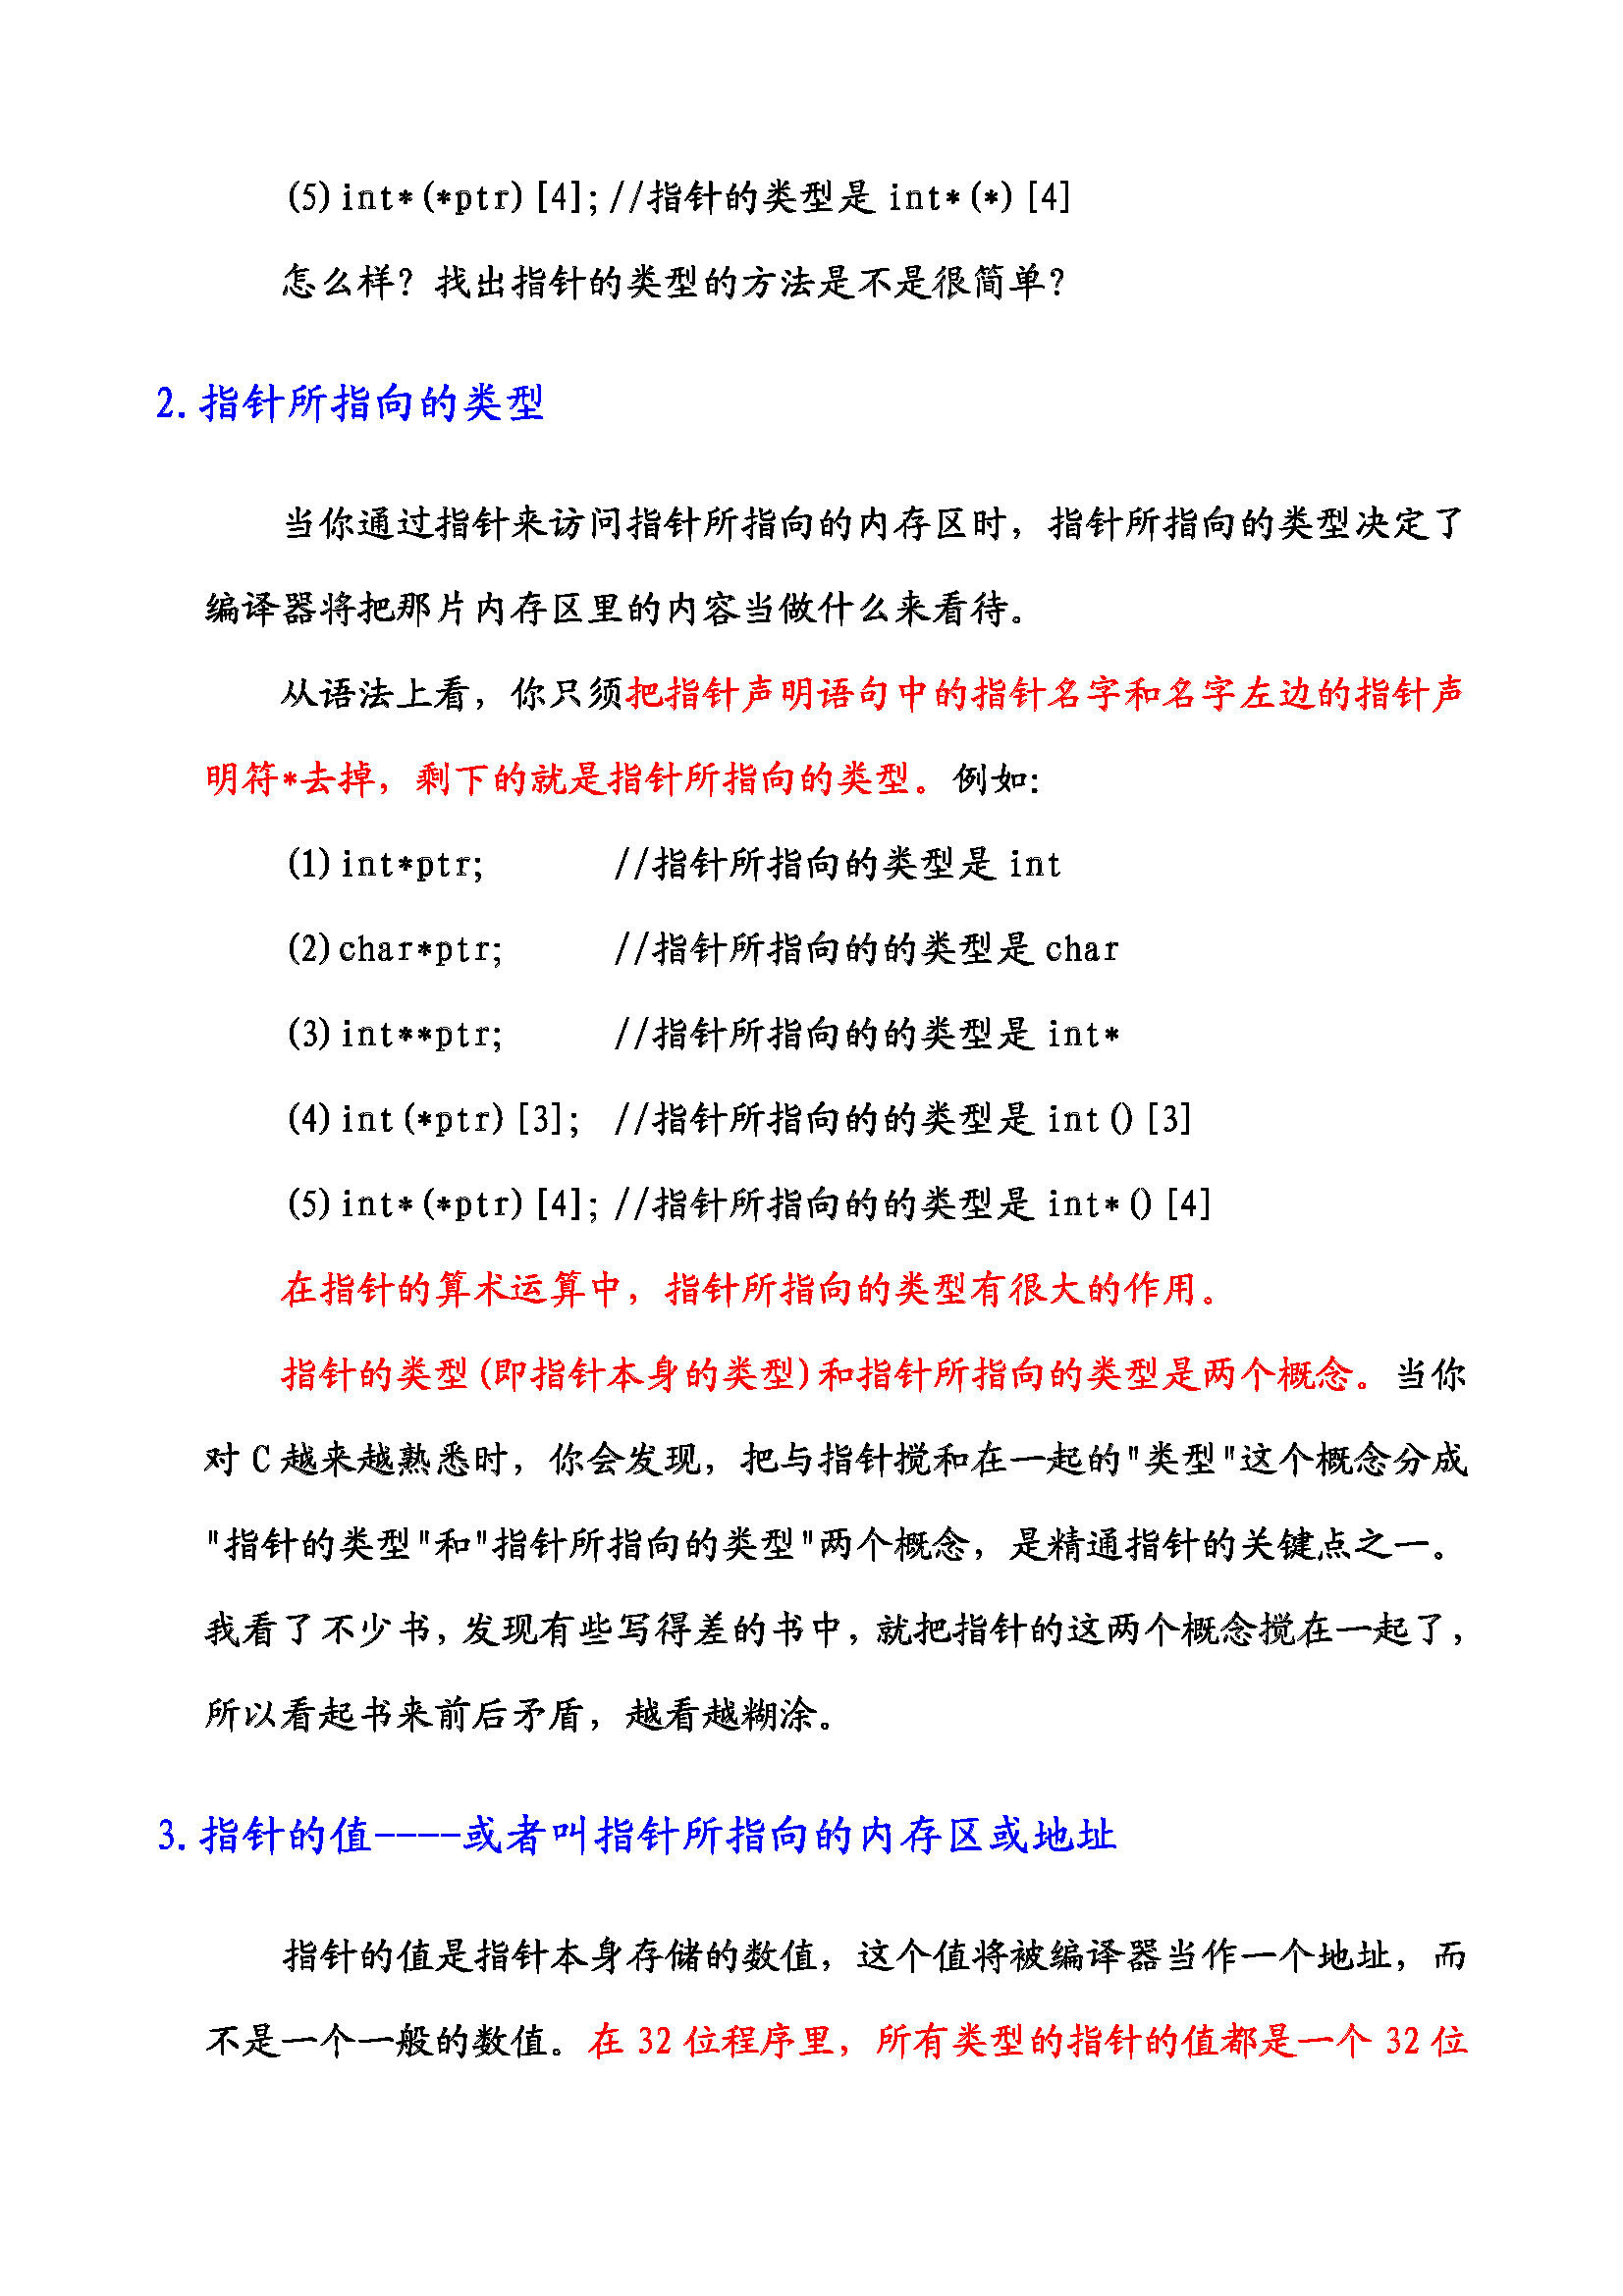 (5)int*(*ptr)[4];//指针的类型是 int*(*)[4]
怎么样？找出指针的类型的方法是不是很简单？
2.指针所指向的类型
当你通过指针来访问指针所指向的内存区时，指针所指向的类型决定了
编译器将把那片内存区里的内容当做什么来看待。
从语法上看，你只须把指针声明语句中的指针名字和名字左边的指针声
明符*去掉，剩下的就是指针所指向的类型。例如：
(1)int*ptr; //指针所指向的类型是 int
(2)char*ptr; //指针所指向的的类型是 char
(3)int**ptr; //指针所指向的的类型是 int*
(4)int(*ptr)[3]; //指针所指向的的类型是 int()[3]
(5)int*(*ptr)[4]; //指针所指向的的类型是 int*()[4]
在指针的算术运算中，指针所指向的类型有很大的作用。
指针的类型(即指针本身的类型)和指针所指向的类型是两个概念。当你
对 C 越来越熟悉时，你会发现，把与指针搅和在一起的"类型"这个概念分成
"指针的类型"和"指针所指向的类型"两个概念，是精通指针的关键点之一。
我看了不少书，发现有些写得差的书中，就把指针的这两个概念搅在一起了，
所以看起书来前后矛盾，越看越糊涂。
3.指针的值----或者叫指针所指向的内存区或地址
指针的值是指针本身存储的数值，这个值将被编译器当作一个地址，而
不是一个一般的数值。在 32 位程序里，所有类型的指针的值都是一个 32 位